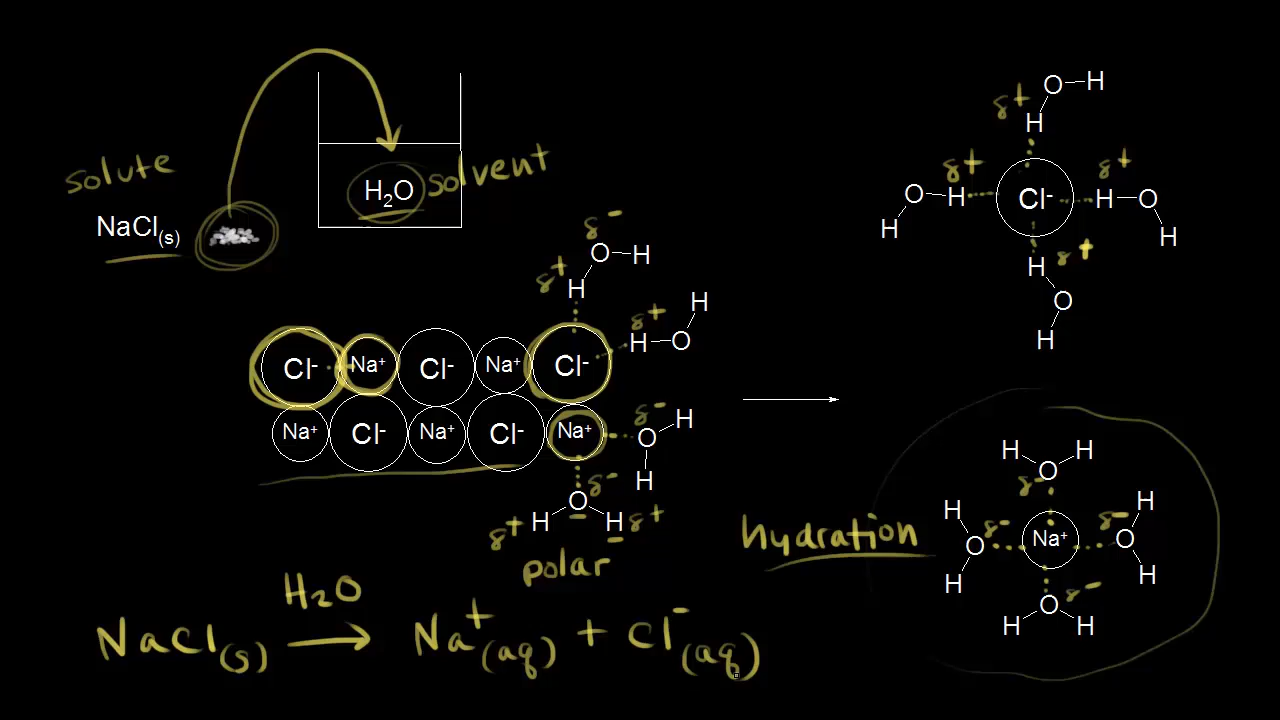 solute
NaCl(s)
H₂O solvent
Cl⁻ Na⁺ Cl⁻ Na⁺ Cl⁻
Na⁺ Cl⁻ Na⁺ Cl⁻ Na⁺
δ⁻
O H
δ⁺ H
H
δ⁺
H O
δ⁻ H
O
H
δ⁻
O
δ⁺ H H δ⁺
polar
O H
δ⁺ H
δ⁺ δ⁺
O H Cl⁻ H O
H H
H δ⁺
O
H
hydration
H H
O
δ⁻
H H
δ⁻ δ⁻
O Na⁺ O
H H
δ⁻
O
H H
H₂O
NaCl(s) → Na⁺(aq) + Cl⁻(aq)